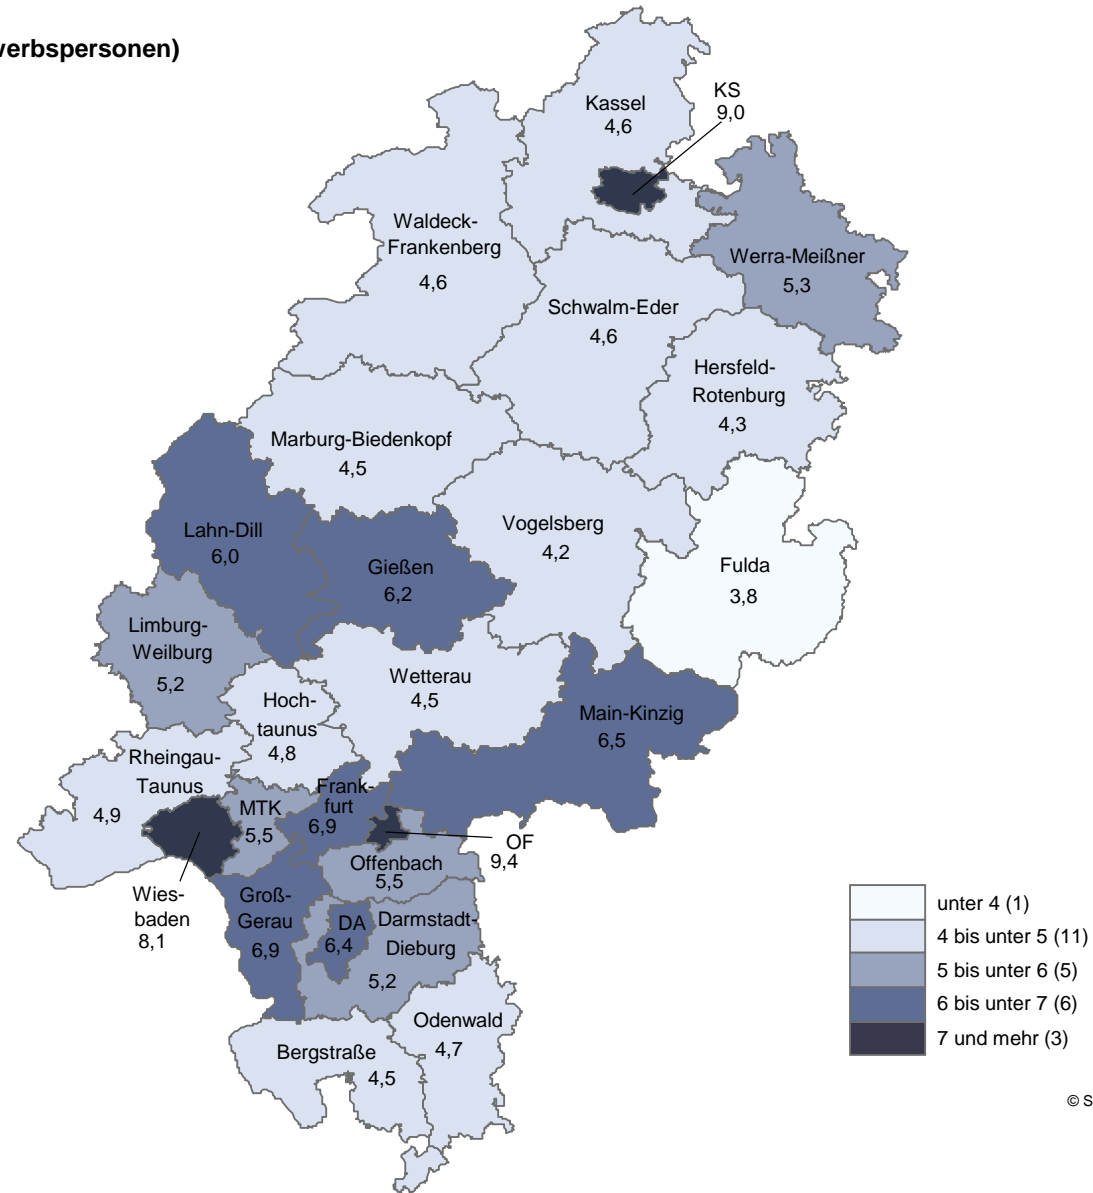 werbspersonen)
Kassel
4,6
KS
9,0
Waldeck-
Frankenberg
4,6
Werra-Meißner
5,3
Schwalm-Eder
4,6
Hersfeld-
Rotenburg
4,3
Marburg-Biedenkopf
4,5
Lahn-Dill
6,0
Gießen
6,2
Vogelsberg
4,2
Fulda
3,8
Limburg-
Weilburg
5,2
Wetterau
4,5
Hoch-
taunus
4,8
Main-Kinzig
6,5
Rheingau-
Taunus
4,9
MTK
5,5
Frank-
furt
6,9
OF
9,4
Offenbach
5,5
Wies-
baden
8,1
Groß-
Gerau
6,9
DA
6,4
Darmstadt-
Dieburg
5,2
Odenwald
4,7
Bergstraße
4,5
unter 4 (1)
4 bis unter 5 (11)
5 bis unter 6 (5)
6 bis unter 7 (6)
7 und mehr (3)
© S